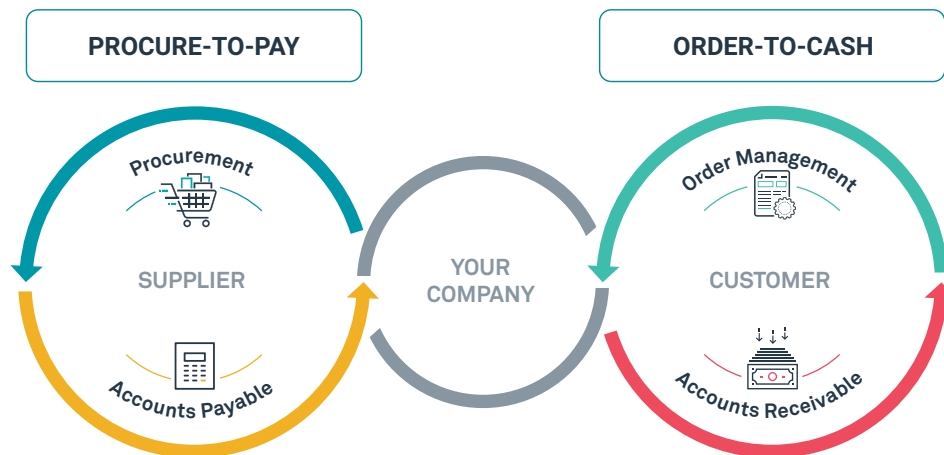 PROCURE-TO-PAY
ORDER-TO-CASH
Procurement
Order Management
SUPPLIER
YOUR
COMPANY
CUSTOMER
Accounts Payable
Accounts Receivable